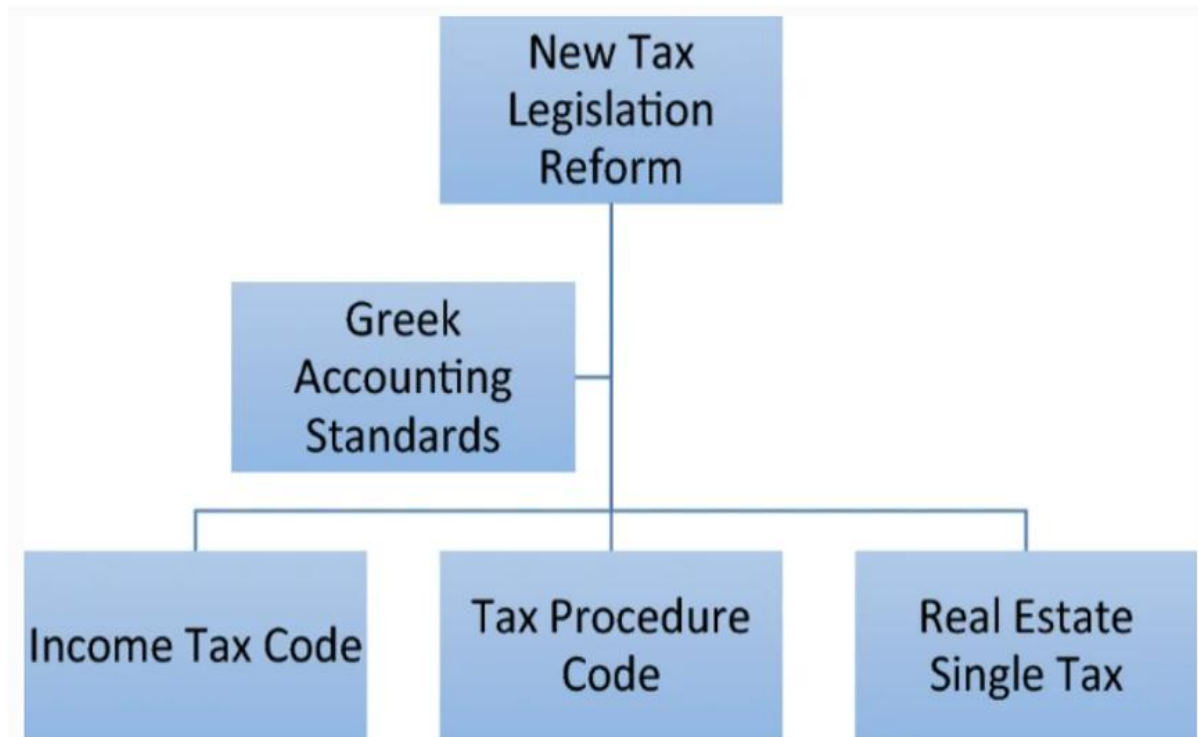 New Tax
Legislation
Reform
Greek
Accounting
Standards
Income Tax Code
Tax Procedure
Code
Real Estate
Single Tax